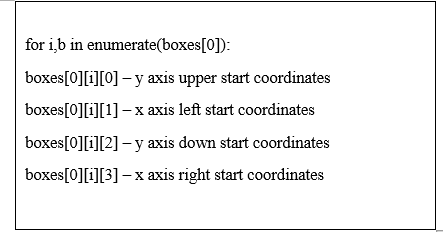 for i,b in enumerate(boxes[0]):
boxes[0][i][0] – y axis upper start coordinates
boxes[0][i][1] – x axis left start coordinates
boxes[0][i][2] – y axis down start coordinates
boxes[0][i][3] – x axis right start coordinates